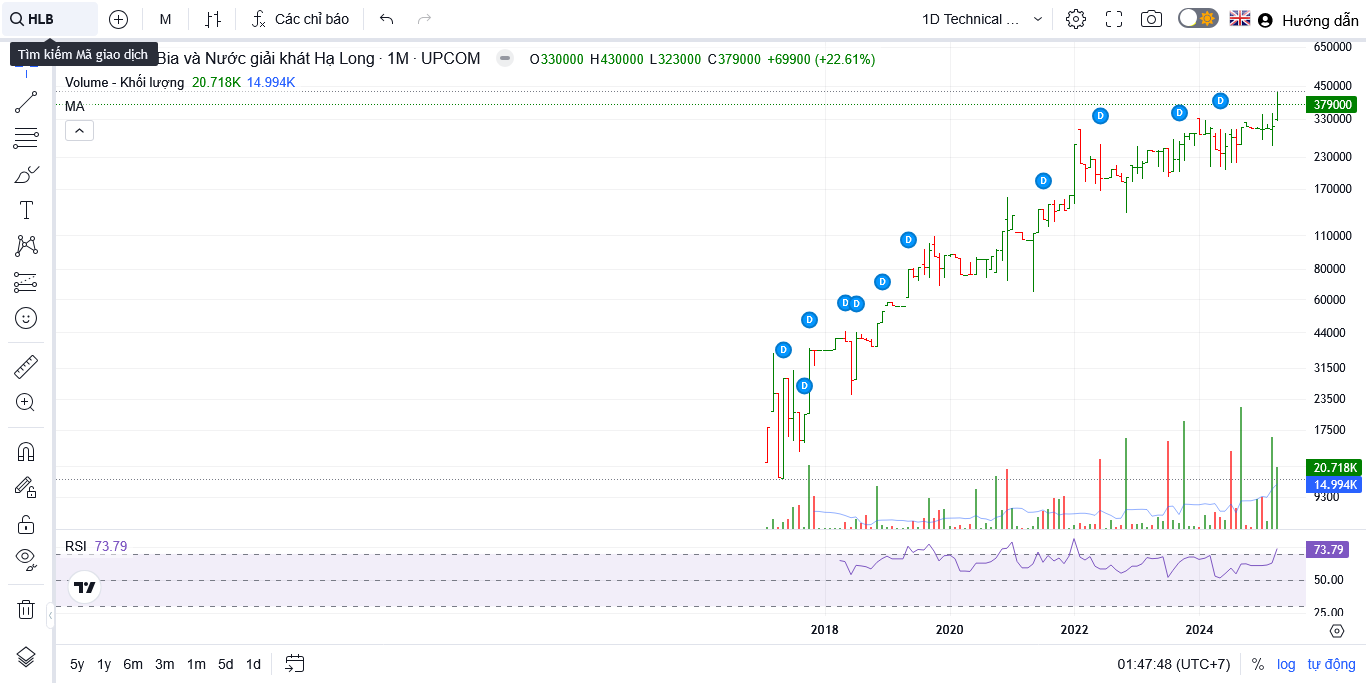 HLB
M
Các chỉ báo
1D Technical ...
Hướng dẫn
Tìm kiếm Mã giao dịch
Bia và Nước giải khát Hạ Long · 1M · UPCOM
O330000 H430000 L323000 C379000 +69900 (+22.61%)
Volume - Khối lượng 20.718K 14.994K
MA
650000
450000
379000
330000
230000
170000
110000
80000
60000
44000
31500
23500
17500
20.718K
14.994K
9300
D
D
D
D
D
D
D
D
D
D
D
RSI 73.79
73.79
50.00
25.00
2018
2020
2022
2024
5y 1y 6m 3m 1m 5d 1d
01:47:48 (UTC+7)
% log tự động